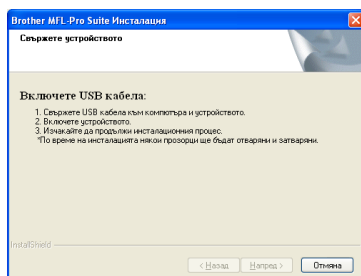 Brother MFL-Pro Suite Инсталация
Свържете устройството
Включете USB кабела:
1. Свържете USB кабела към компютъра и устройството.
2. Включете устройството.
3. Изчакайте да продължи инсталационния процес.
*По време на инсталацията някои прозорци ще бъдат отваряни и затваряни.
InstallShield
< Назад Напред > Отмяна